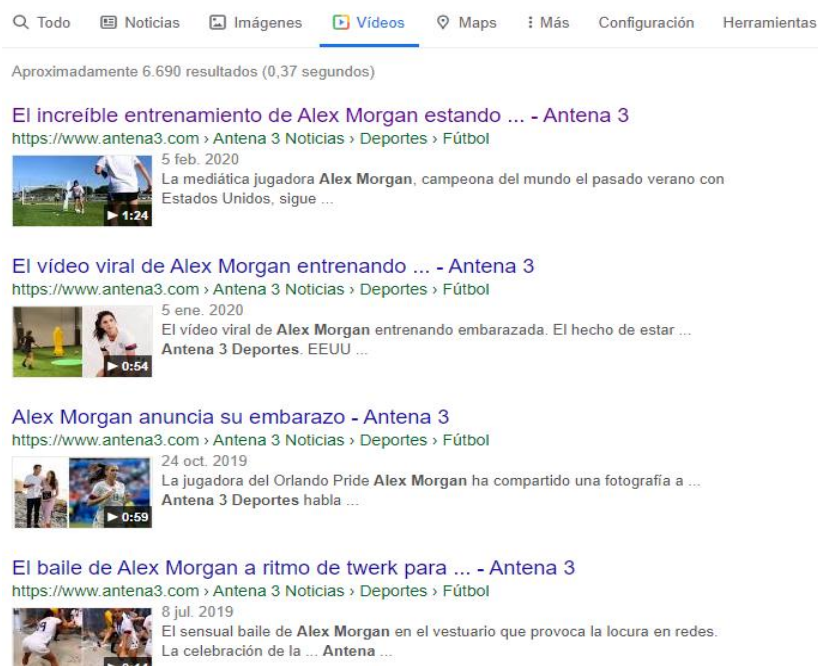 Todo Noticias Imágenes Vídeos Maps Más Configuración Herramientas
Aproximadamente 6.690 resultados (0,37 segundos)
El increíble entrenamiento de Alex Morgan estando ... - Antena 3
https://www.antena3.com › Antena 3 Noticias › Deportes › Fútbol
5 feb. 2020
La mediática jugadora Alex Morgan, campeona del mundo el pasado verano con
Estados Unidos, sigue ...
1:24
El vídeo viral de Alex Morgan entrenando ... - Antena 3
https://www.antena3.com › Antena 3 Noticias › Deportes › Fútbol
5 ene. 2020
El vídeo viral de Alex Morgan entrenando embarazada. El hecho de estar ...
Antena 3 Deportes. EEUU ...
0:54
Alex Morgan anuncia su embarazo - Antena 3
https://www.antena3.com › Antena 3 Noticias › Deportes › Fútbol
24 oct. 2019
La jugadora del Orlando Pride Alex Morgan ha compartido una fotografía a ...
Antena 3 Deportes habla ...
0:59
El baile de Alex Morgan a ritmo de twerk para ... - Antena 3
https://www.antena3.com › Antena 3 Noticias › Deportes › Fútbol
8 jul. 2019
El sensual baile de Alex Morgan en el vestuario que provoca la locura en redes.
La celebración de la ... Antena ...